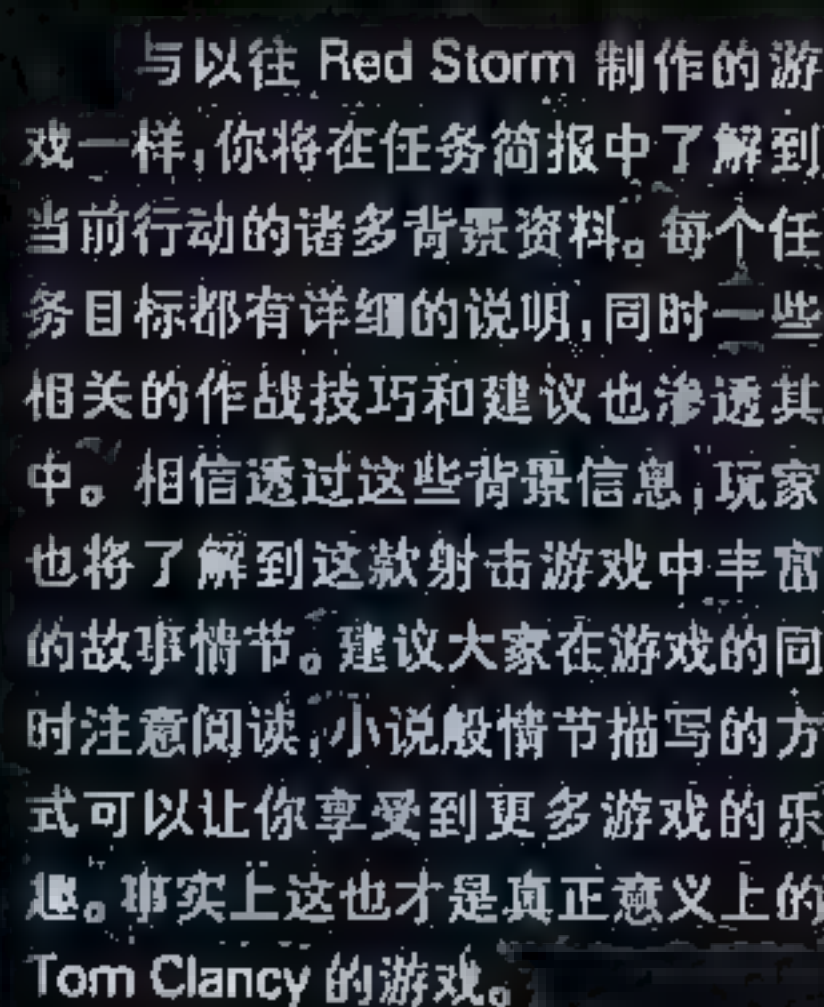 与以往 Red Storm 制作的游
戏一样,你将在任务简报中了解到
当前行动的诸多背景资料。每个任
务目标都有详细的说明,同时一些
相关的作战技巧和建议也渗透其
中。相信透过这些背景信息,玩家
也将了解到这款射击游戏中丰富
的故事情节。建议大家在游戏的同
时注意阅读,小说般情节描写的方
式可以让你享受到更多游戏的乐
趣。事实上这也才是真正意义上的
Tom Clancy 的游戏。